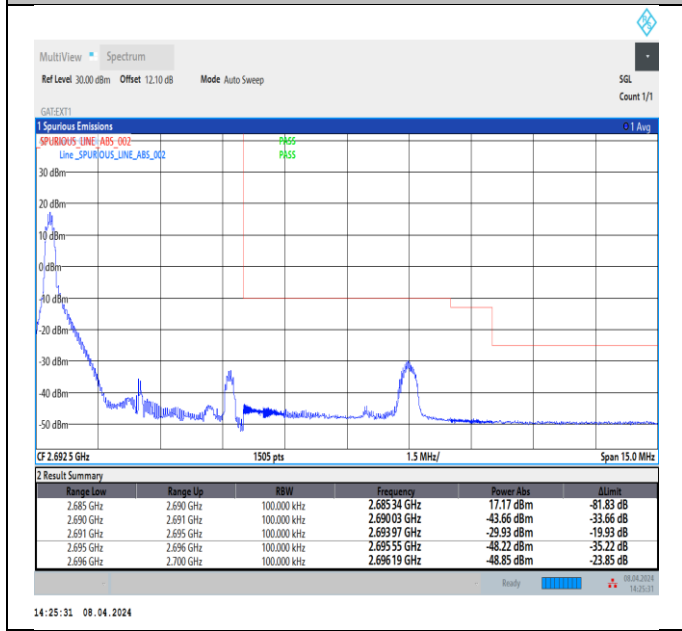 MultiView Spectrum
Ref Level 30.00 dBm Offset 12.10 dB Mode Auto Sweep SGL
Count 1/1
GAT:EXT1
1 Spurious Emissions 1 Avg
_SPURIOUS_LINE_ABS_002 PASS
Line _SPURIOUS_LINE_ABS_002 PASS
30 dBm
20 dBm
10 dBm
0 dBm
-10 dBm
-20 dBm
-30 dBm
-40 dBm
-50 dBm
CF 2.692 5 GHz 1505 pts 1.5 MHz/ Span 15.0 MHz
2 Result Summary
Range Low Range Up RBW Frequency Power Abs ΔLimit
2.685 GHz 2.690 GHz 100.000 kHz 2.685 34 GHz 17.17 dBm -81.83 dB
2.690 GHz 2.691 GHz 100.000 kHz 2.690 03 GHz -43.66 dBm -33.66 dB
2.691 GHz 2.695 GHz 100.000 kHz 2.693 97 GHz -29.93 dBm -19.93 dB
2.695 GHz 2.696 GHz 100.000 kHz 2.695 55 GHz -48.22 dBm -35.22 dB
2.696 GHz 2.700 GHz 100.000 kHz 2.696 19 GHz -48.85 dBm -23.85 dB
Ready 08.04.2024
14:25:31
14:25:31 08.04.2024